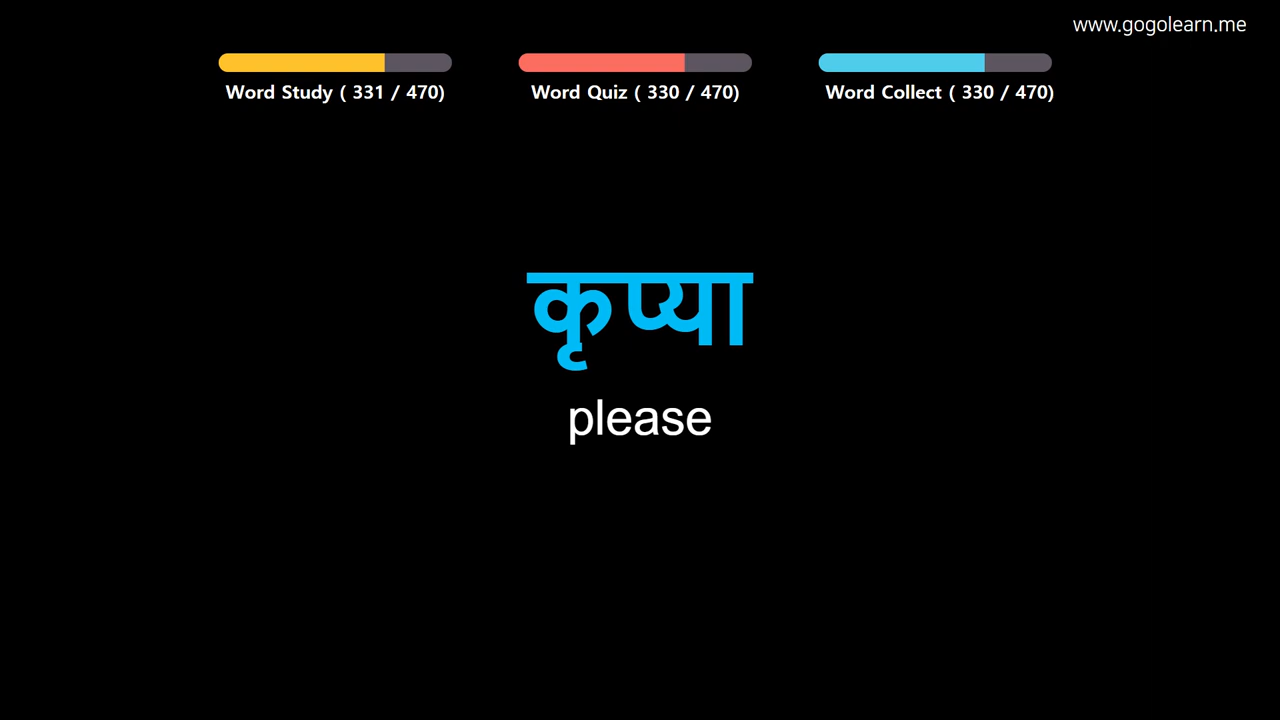 www.gogolearn.me
Word Study ( 331 / 470)
Word Quiz ( 330 / 470)
Word Collect ( 330 / 470)
कृप्या
please